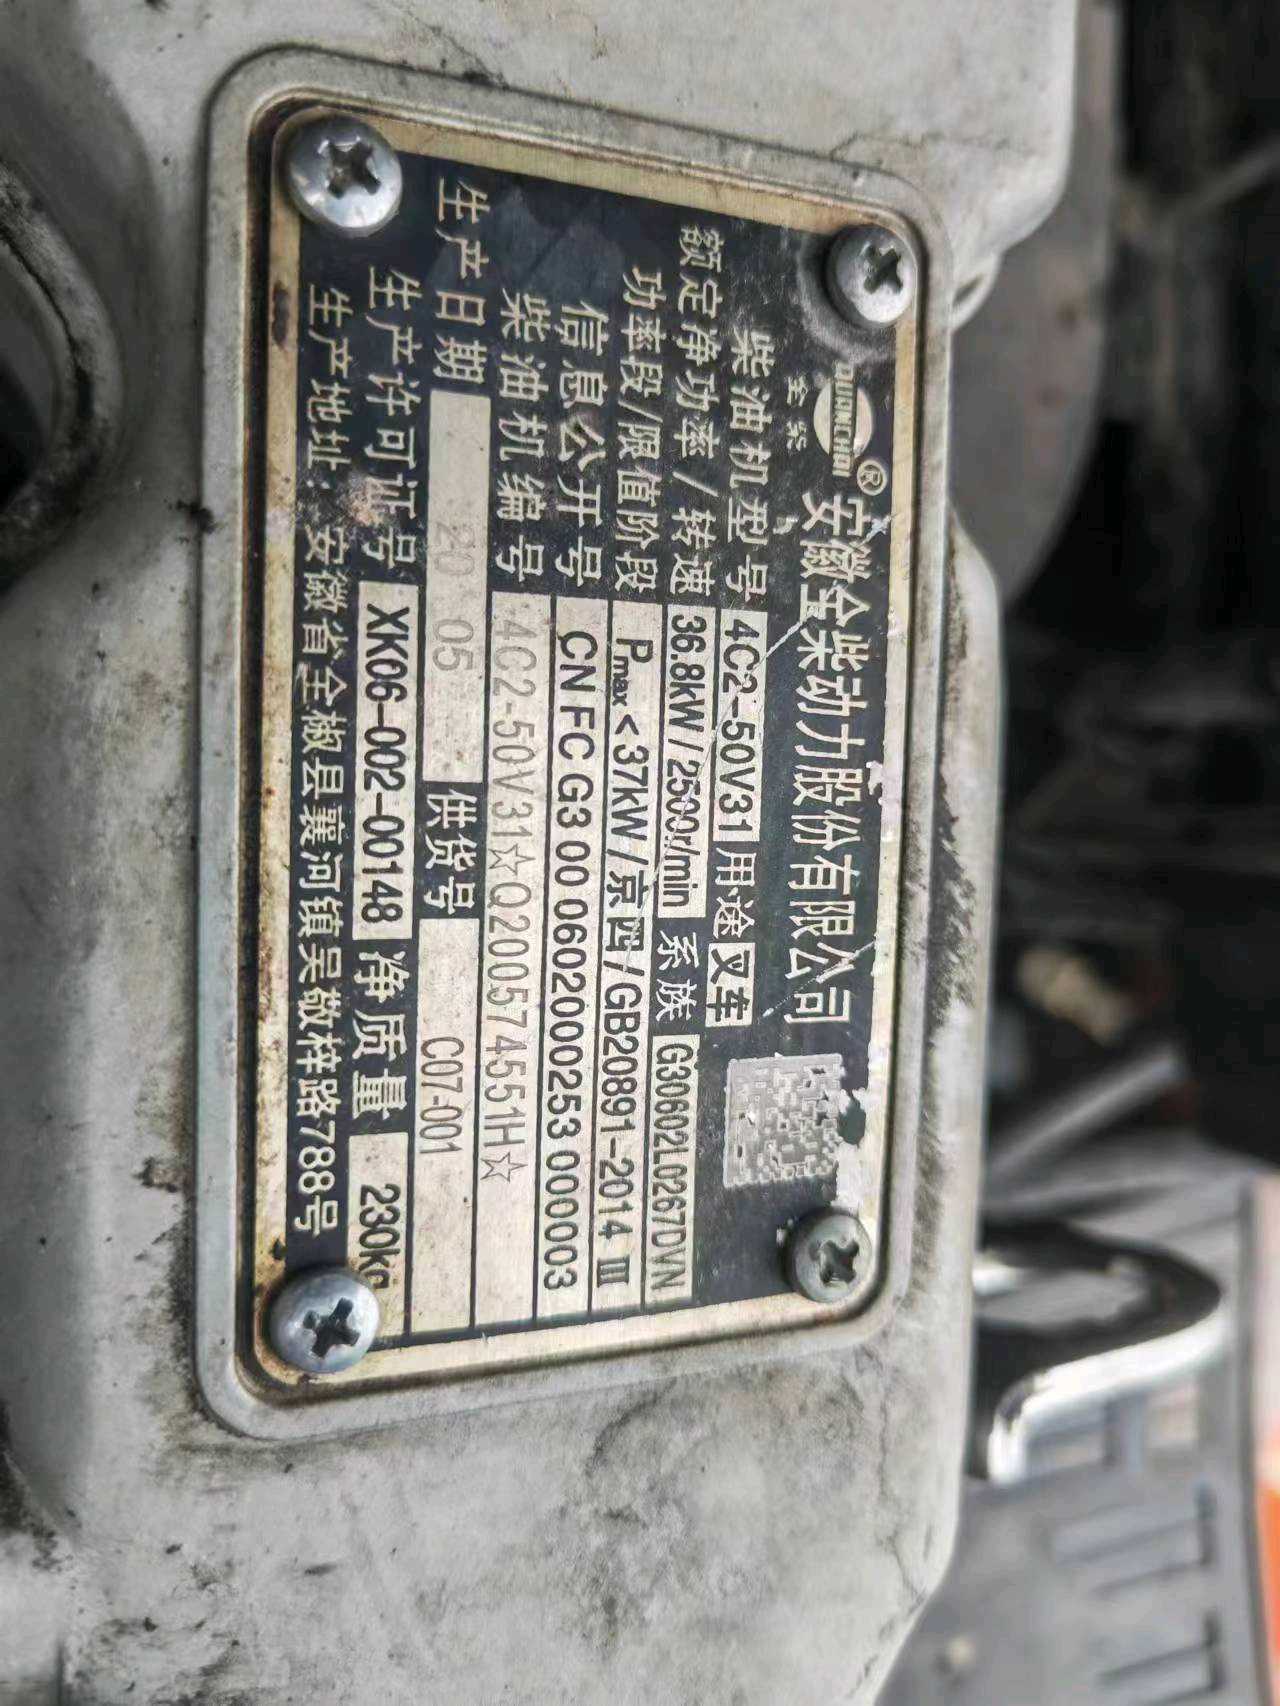 QUANCHAI ®
全柴
安徽全柴动力股份有限公司
柴油机型号 4C2-50V31 用途 叉车
额定净功率/转速 36.8kW/2500r/min 系族 G30602L0267DVN
功率段/限值阶段 Pmax<37kW/京四/GB20891-2014 Ⅲ
信息公开号 CN FC G3 00 0602000253 000003
柴油机编号 4C2-50V31☆Q200574551H☆
生产日期 20 05 供货号 C07-001
生产许可证号 XK06-002-00148 净质量 230kg
生产地址: 安徽省全椒县襄河镇吴敬梓路788号